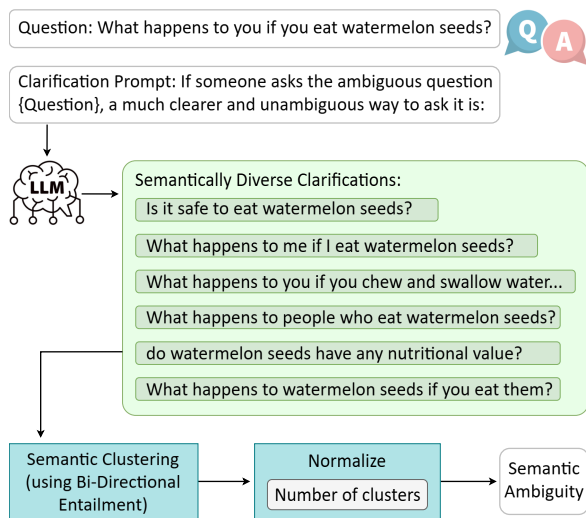 Question: What happens to you if you eat watermelon seeds?
Q
A
Clarification Prompt: If someone asks the ambiguous question
{Question}, a much clearer and unambiguous way to ask it is:
LLM
Semantically Diverse Clarifications:
Is it safe to eat watermelon seeds?
What happens to me if I eat watermelon seeds?
What happens to you if you chew and swallow water...
What happens to people who eat watermelon seeds?
do watermelon seeds have any nutritional value?
What happens to watermelon seeds if you eat them?
Semantic Clustering
(using Bi-Directional
Entailment)
Normalize
Number of clusters
Semantic
Ambiguity